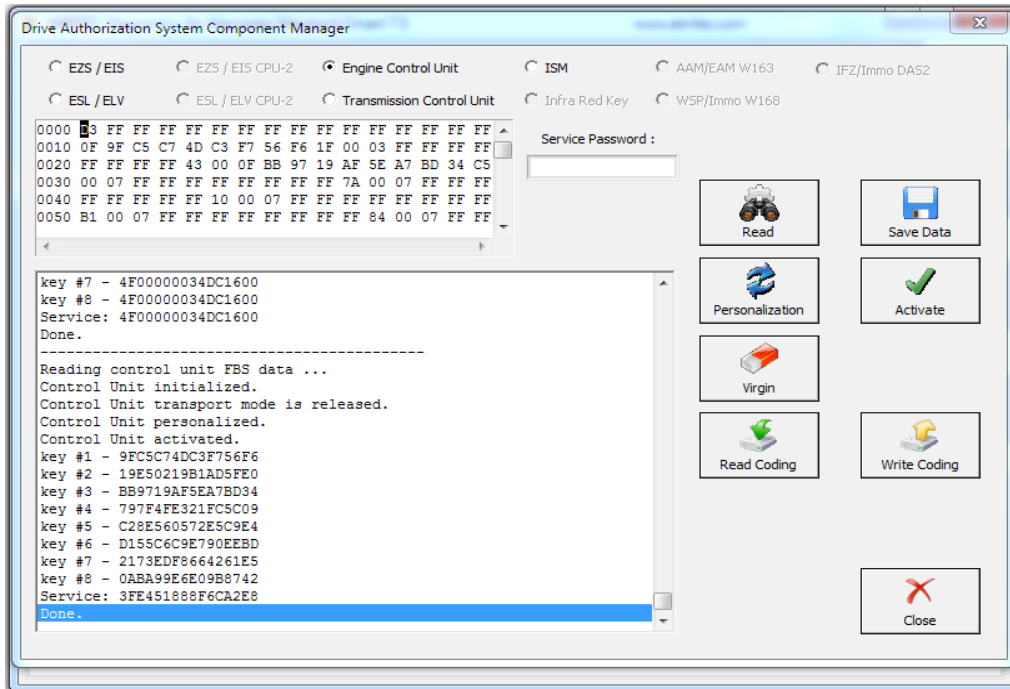 Drive Authorization System Component Manager
EZS / EIS
EZS / EIS CPU-2
Engine Control Unit
ISM
AAM/EAM W163
IFZ/Immo DAS2
ESL / ELV
ESL / ELV CPU-2
Transmission Control Unit
Infra Red Key
WSP/Immo W168
0000 D3 FF FF FF FF FF FF FF FF FF FF FF FF FF FF FF
0010 0F 9F C5 C7 4D C3 F7 56 F6 1F 00 03 FF FF FF FF
0020 FF FF FF FF 43 00 0F BB 97 19 AF 5E A7 BD 34 C5
0030 00 07 FF FF FF FF FF FF FF FF 7A 00 07 FF FF FF
0040 FF FF FF FF FF 10 00 07 FF FF FF FF FF FF FF FF
0050 B1 00 07 FF FF FF FF FF FF FF FF 84 00 07 FF FF
Service Password :
Read
Save Data
Personalization
Activate
Virgin
Read Coding
Write Coding
Close
key #7 - 4F00000034DC1600
key #8 - 4F00000034DC1600
Service: 4F00000034DC1600
Done.
--------------------------------------------
Reading control unit FBS data ...
Control Unit initialized.
Control Unit transport mode is released.
Control Unit personalized.
Control Unit activated.
key #1 - 9FC5C74DC3F756F6
key #2 - 19E50219B1AD5FE0
key #3 - BB9719AF5EA7BD34
key #4 - 797F4FE321FC5C09
key #5 - C28E560572E5C9E4
key #6 - D155C6C9E790EEBD
key #7 - 2173EDF8664261E5
key #8 - 0ABA99E6E09B8742
Service: 3FE451888F6CA2E8
Done.